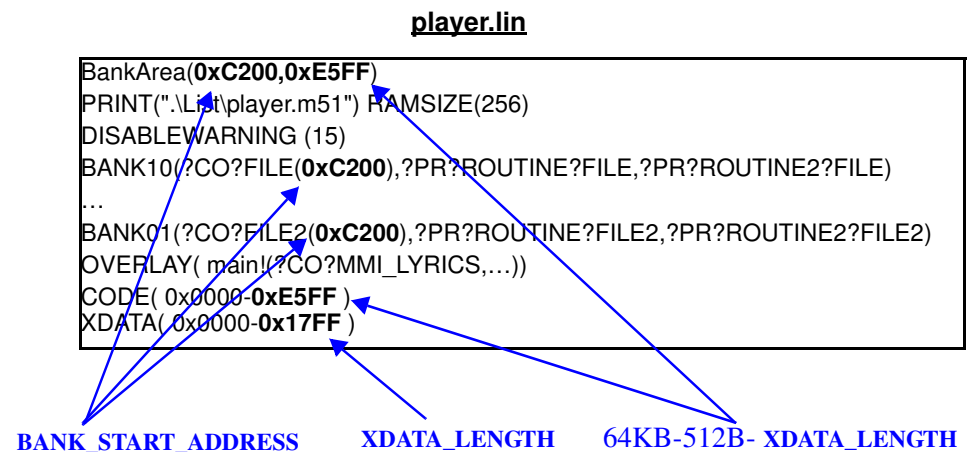 player.lin
BankArea(0xC200,0xE5FF)
PRINT(".\List\player.m51") RAMSIZE(256)
DISABLEWARNING (15)
BANK10(?CO?FILE(0xC200),?PR?ROUTINE?FILE,?PR?ROUTINE2?FILE)
…
BANK01(?CO?FILE2(0xC200),?PR?ROUTINE?FILE2,?PR?ROUTINE2?FILE2)
OVERLAY( main!(?CO?MMI_LYRICS,…))
CODE( 0x0000-0xE5FF )
XDATA( 0x0000-0x17FF )
BANK_START_ADDRESS XDATA_LENGTH 64KB-512B- XDATA_LENGTH